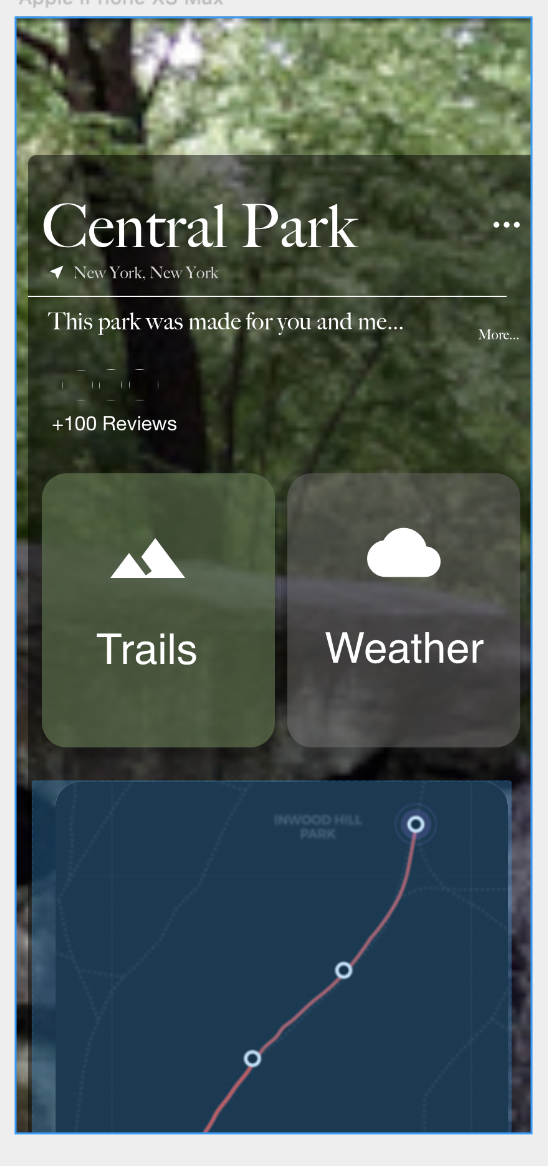 Apple iPhone XS Max
Central Park
New York, New York
This park was made for you and me...
More...
+100 Reviews
Trails
Weather
INWOOD HILL
PARK